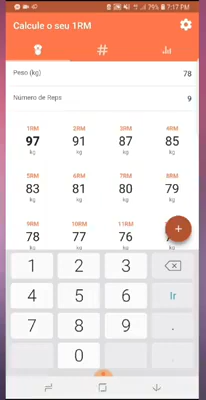 29% 7:17 PM
Calcule o seu 1RM
#
Peso (kg) 78
Número de Reps 9
1RM 2RM 3RM 4RM
97 91 87 85
kg kg kg kg
5RM 6RM 7RM 8RM
83 81 80 79
kg kg kg kg
9RM 10RM 11RM
78 77 76
kg kg kg
+
1 2 3
4 5 6 Ir
7 8 9 .
0